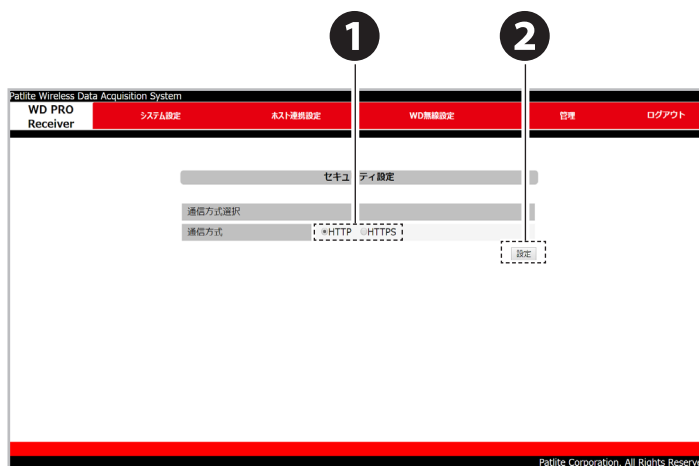 1 2
Patlite Wireless Data Acquisition System
WD PRO
Receiver
システム設定 ホスト連携設定 WD無線設定 管理 ログアウト
セキュ ティ設定
通信方式選択
通信方式 HTTP HTTPS
設定
Patlite Corporation. All Rights Reserve